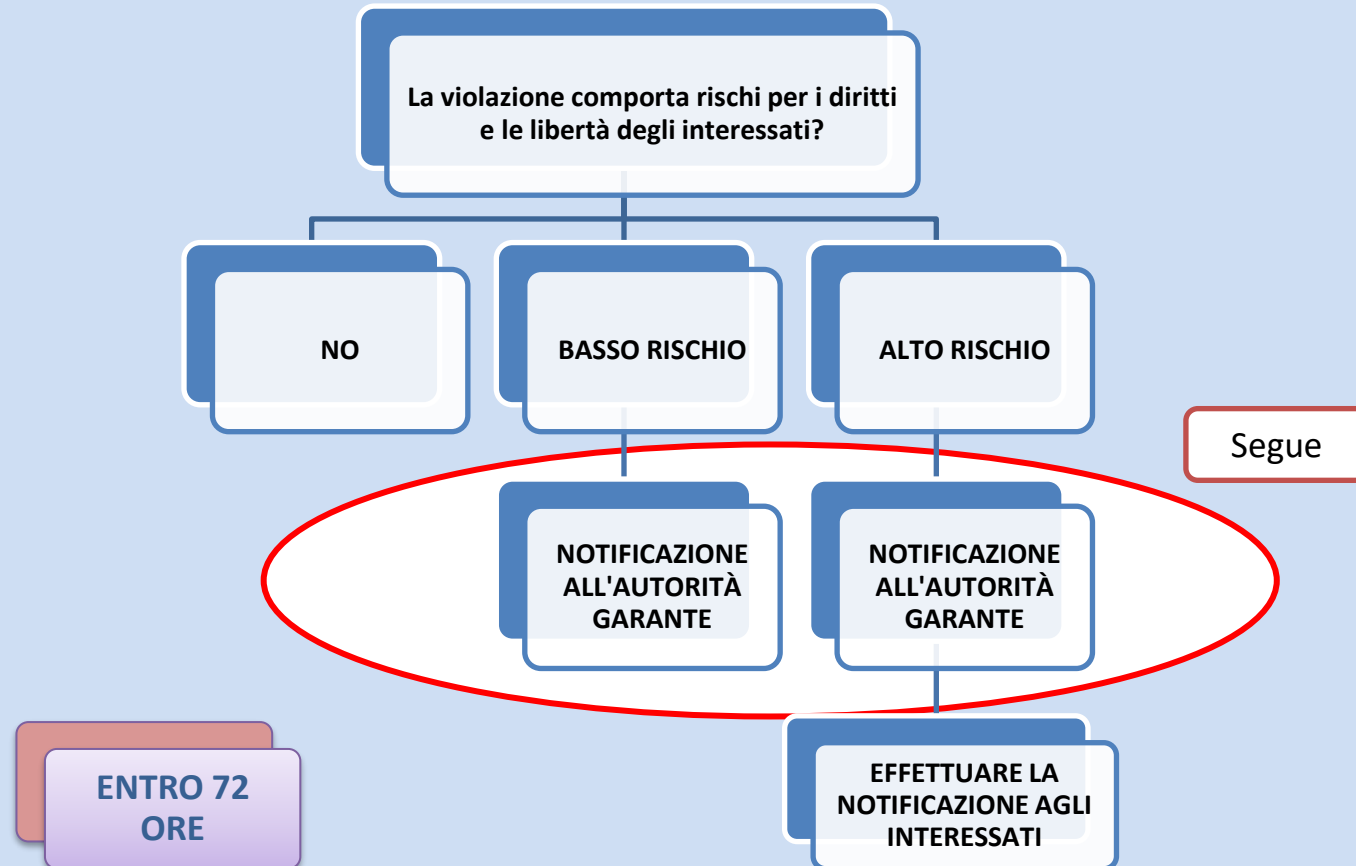 La violazione comporta rischi per i diritti
e le libertà degli interessati?
NO
BASSO RISCHIO
ALTO RISCHIO
Segue
NOTIFICAZIONE
ALL'AUTORITÀ
GARANTE
NOTIFICAZIONE
ALL'AUTORITÀ
GARANTE
ENTRO 72
ORE
EFFETTUARE LA
NOTIFICAZIONE AGLI
INTERESSATI